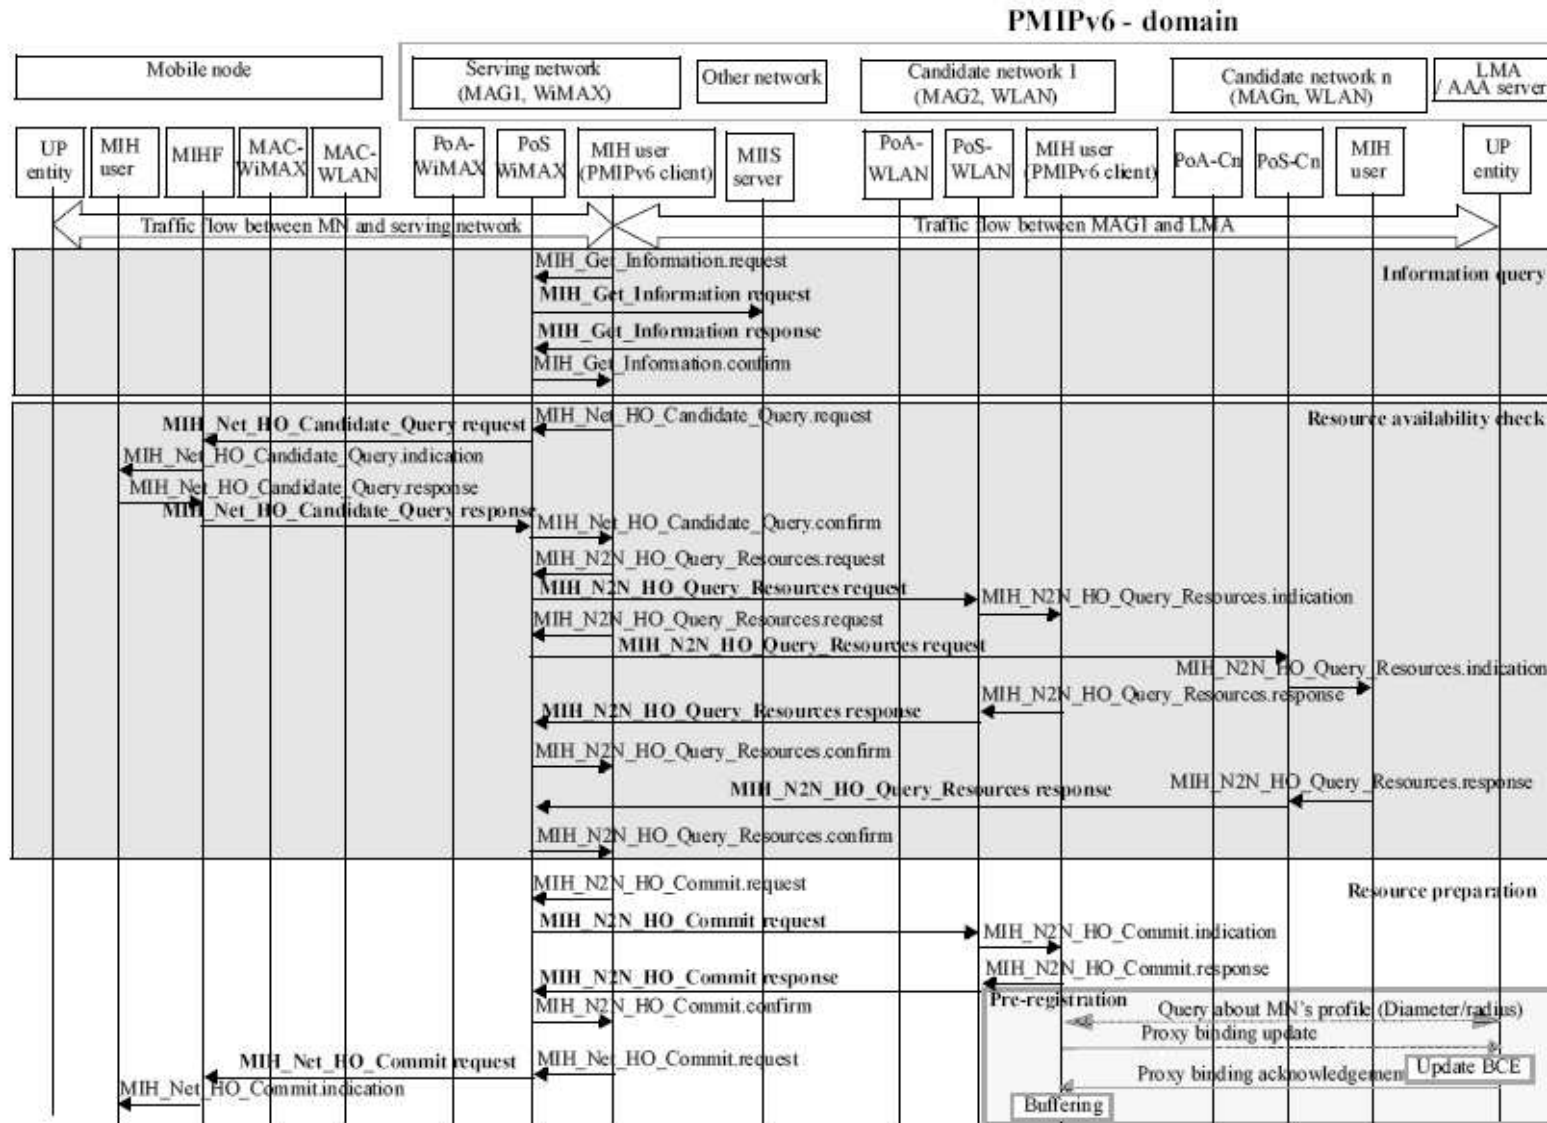 PMIPv6 - domain
Mobile node
Serving network
(MAG1, WiMAX)
Other network
Candidate network 1
(MAG2, WLAN)
Candidate network n
(MAGn, WLAN)
LMA
/ AAA server
UP
entity
MIH
user
MIHF
MAC-
WiMAX
MAC-
WLAN
PoA-
WiMAX
PoS
WiMAX
MIH user
(PMIPv6 client)
MIIS
server
PoA-
WLAN
PoS-
WLAN
MIH user
(PMIPv6 client)
PoA-Cn
PoS-Cn
MIH
user
UP
entity
Traffic flow between MN and serving network
Traffic flow between MAG1 and LMA
MIH_Get_Information.request
Information query
MIH_Get_Information request
MIH_Get_Information response
MIH_Get_Information.confirm
MIH_Net_HO_Candidate_Query.request
Resource availability check
MIH_Net_HO_Candidate_Query request
MIH_Net_HO_Candidate_Query.indication
MIH_Net_HO_Candidate_Query.response
MIH_Net_HO_Candidate_Query response
MIH_Net_HO_Candidate_Query.confirm
MIH_N2N_HO_Query_Resources.request
MIH_N2N_HO_Query_Resources request
MIH_N2N_HO_Query_Resources.indication
MIH_N2N_HO_Query_Resources.request
MIH_N2N_HO_Query_Resources request
MIH_N2N_HO_Query_Resources.indication
MIH_N2N_HO_Query_Resources.response
MIH_N2N_HO_Query_Resources response
MIH_N2N_HO_Query_Resources.confirm
MIH_N2N_HO_Query_Resources.response
MIH_N2N_HO_Query_Resources response
MIH_N2N_HO_Query_Resources.confirm
MIH_N2N_HO_Commit.request
Resource preparation
MIH_N2N_HO_Commit request
MIH_N2N_HO_Commit.indication
MIH_N2N_HO_Commit.response
MIH_N2N_HO_Commit response
Pre-registration
MIH_N2N_HO_Commit.confirm
Query about MN's profile (Diameter/radius)
Proxy binding update
MIH_Net_HO_Commit.request
MIH_Net_HO_Commit request
Update BCE
Proxy binding acknowledgemen
MIH_Net_HO_Commit.indication
Buffering